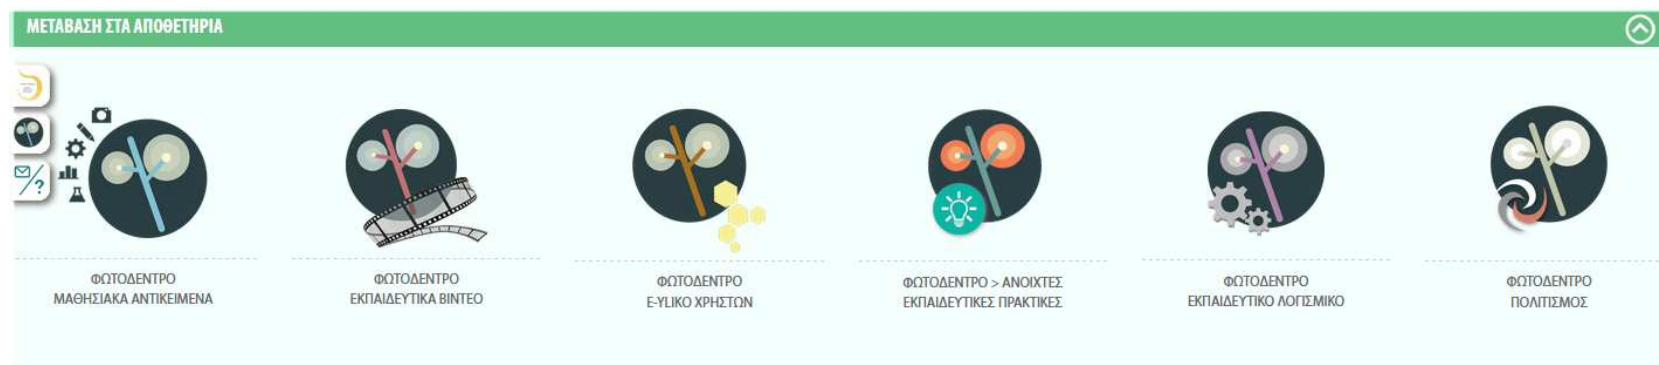 ΜΕΤΑΒΑΣΗ ΣΤΑ ΑΠΟΘΕΤΗΡΙΑ
ΦΩΤΟΔΕΝΤΡΟ
ΜΑΘΗΣΙΑΚΑ ΑΝΤΙΚΕΙΜΕΝΑ
ΦΩΤΟΔΕΝΤΡΟ
ΕΚΠΑΙΔΕΥΤΙΚΑ ΒΙΝΤΕΟ
ΦΩΤΟΔΕΝΤΡΟ
E-YLIKO ΧΡΗΣΤΩΝ
ΦΩΤΟΔΕΝΤΡΟ > ΑΝΟΙΧΤΕΣ
ΕΚΠΑΙΔΕΥΤΙΚΕΣ ΠΡΑΚΤΙΚΕΣ
ΦΩΤΟΔΕΝΤΡΟ
ΕΚΠΑΙΔΕΥΤΙΚΟ ΛΟΓΙΣΜΙΚΟ
ΦΩΤΟΔΕΝΤΡΟ
ΠΟΛΙΤΙΣΜΟΣ